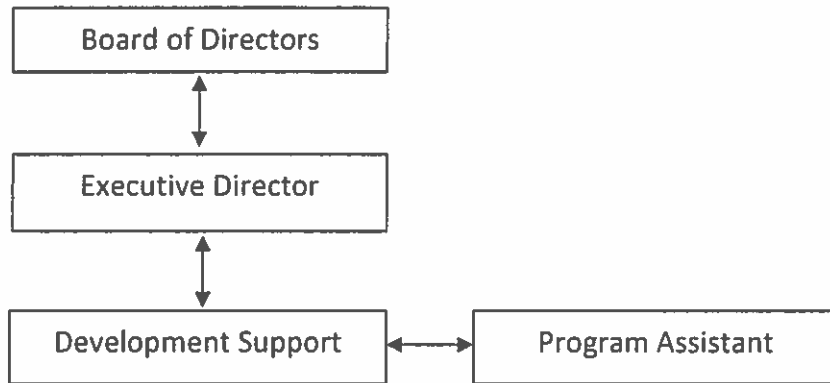 Board of Directors
Executive Director
Development Support
Program Assistant